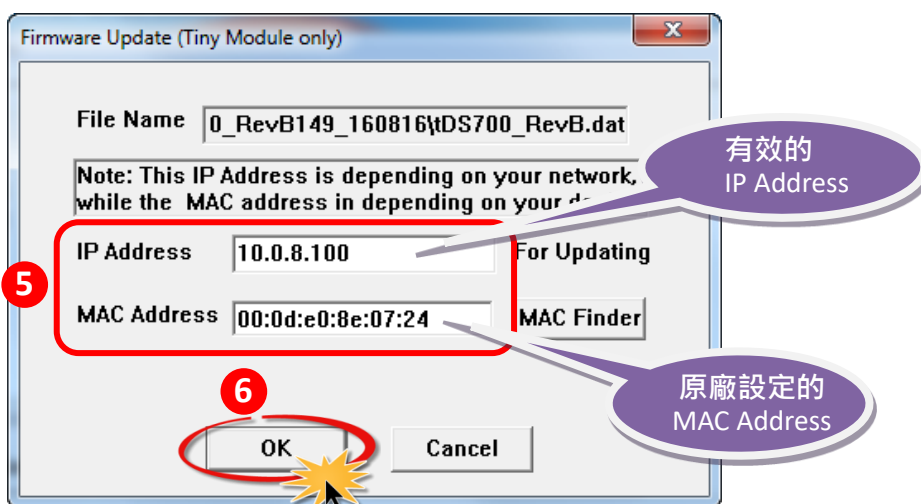 Firmware Update (Tiny Module only)
x
File Name 0_RevB149_160816\tDS700_RevB.dat
有效的
IP Address
Note: This IP Address is depending on your network,
while the MAC address in depending on your
IP Address 10.0.8.100 For Updating
5
MAC Address 00:0d:e0:8e:07:24 MAC Finder
原廠設定的
MAC Address
6
OK Cancel